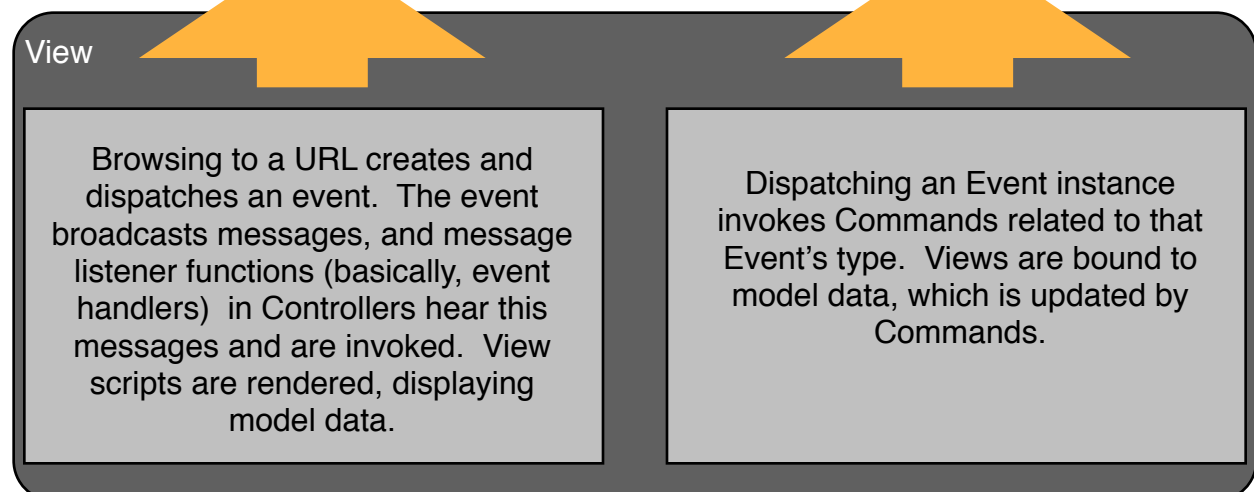 View
Browsing to a URL creates and
dispatches an event.  The event
broadcasts messages, and message
listener functions (basically, event
handlers)  in Controllers hear this
messages and are invoked.  View
scripts are rendered, displaying
model data.
Dispatching an Event instance
invokes Commands related to that
Event's type.  Views are bound to
model data, which is updated by
Commands.